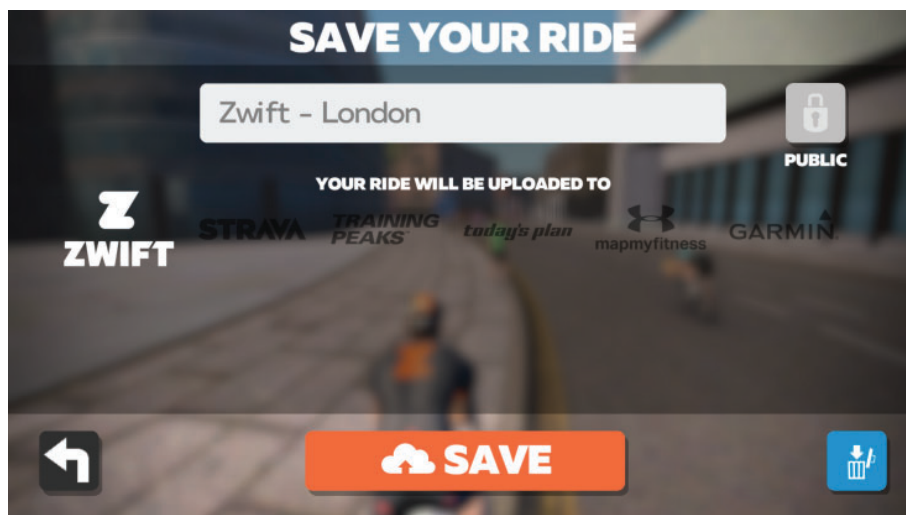 SAVE YOUR RIDE
Zwift - London
PUBLIC
YOUR RIDE WILL BE UPLOADED TO
Z
ZWIFT
STRAVA
TRAINING
PEAKS
today's plan
mapmyfitness
GARMIN
SAVE